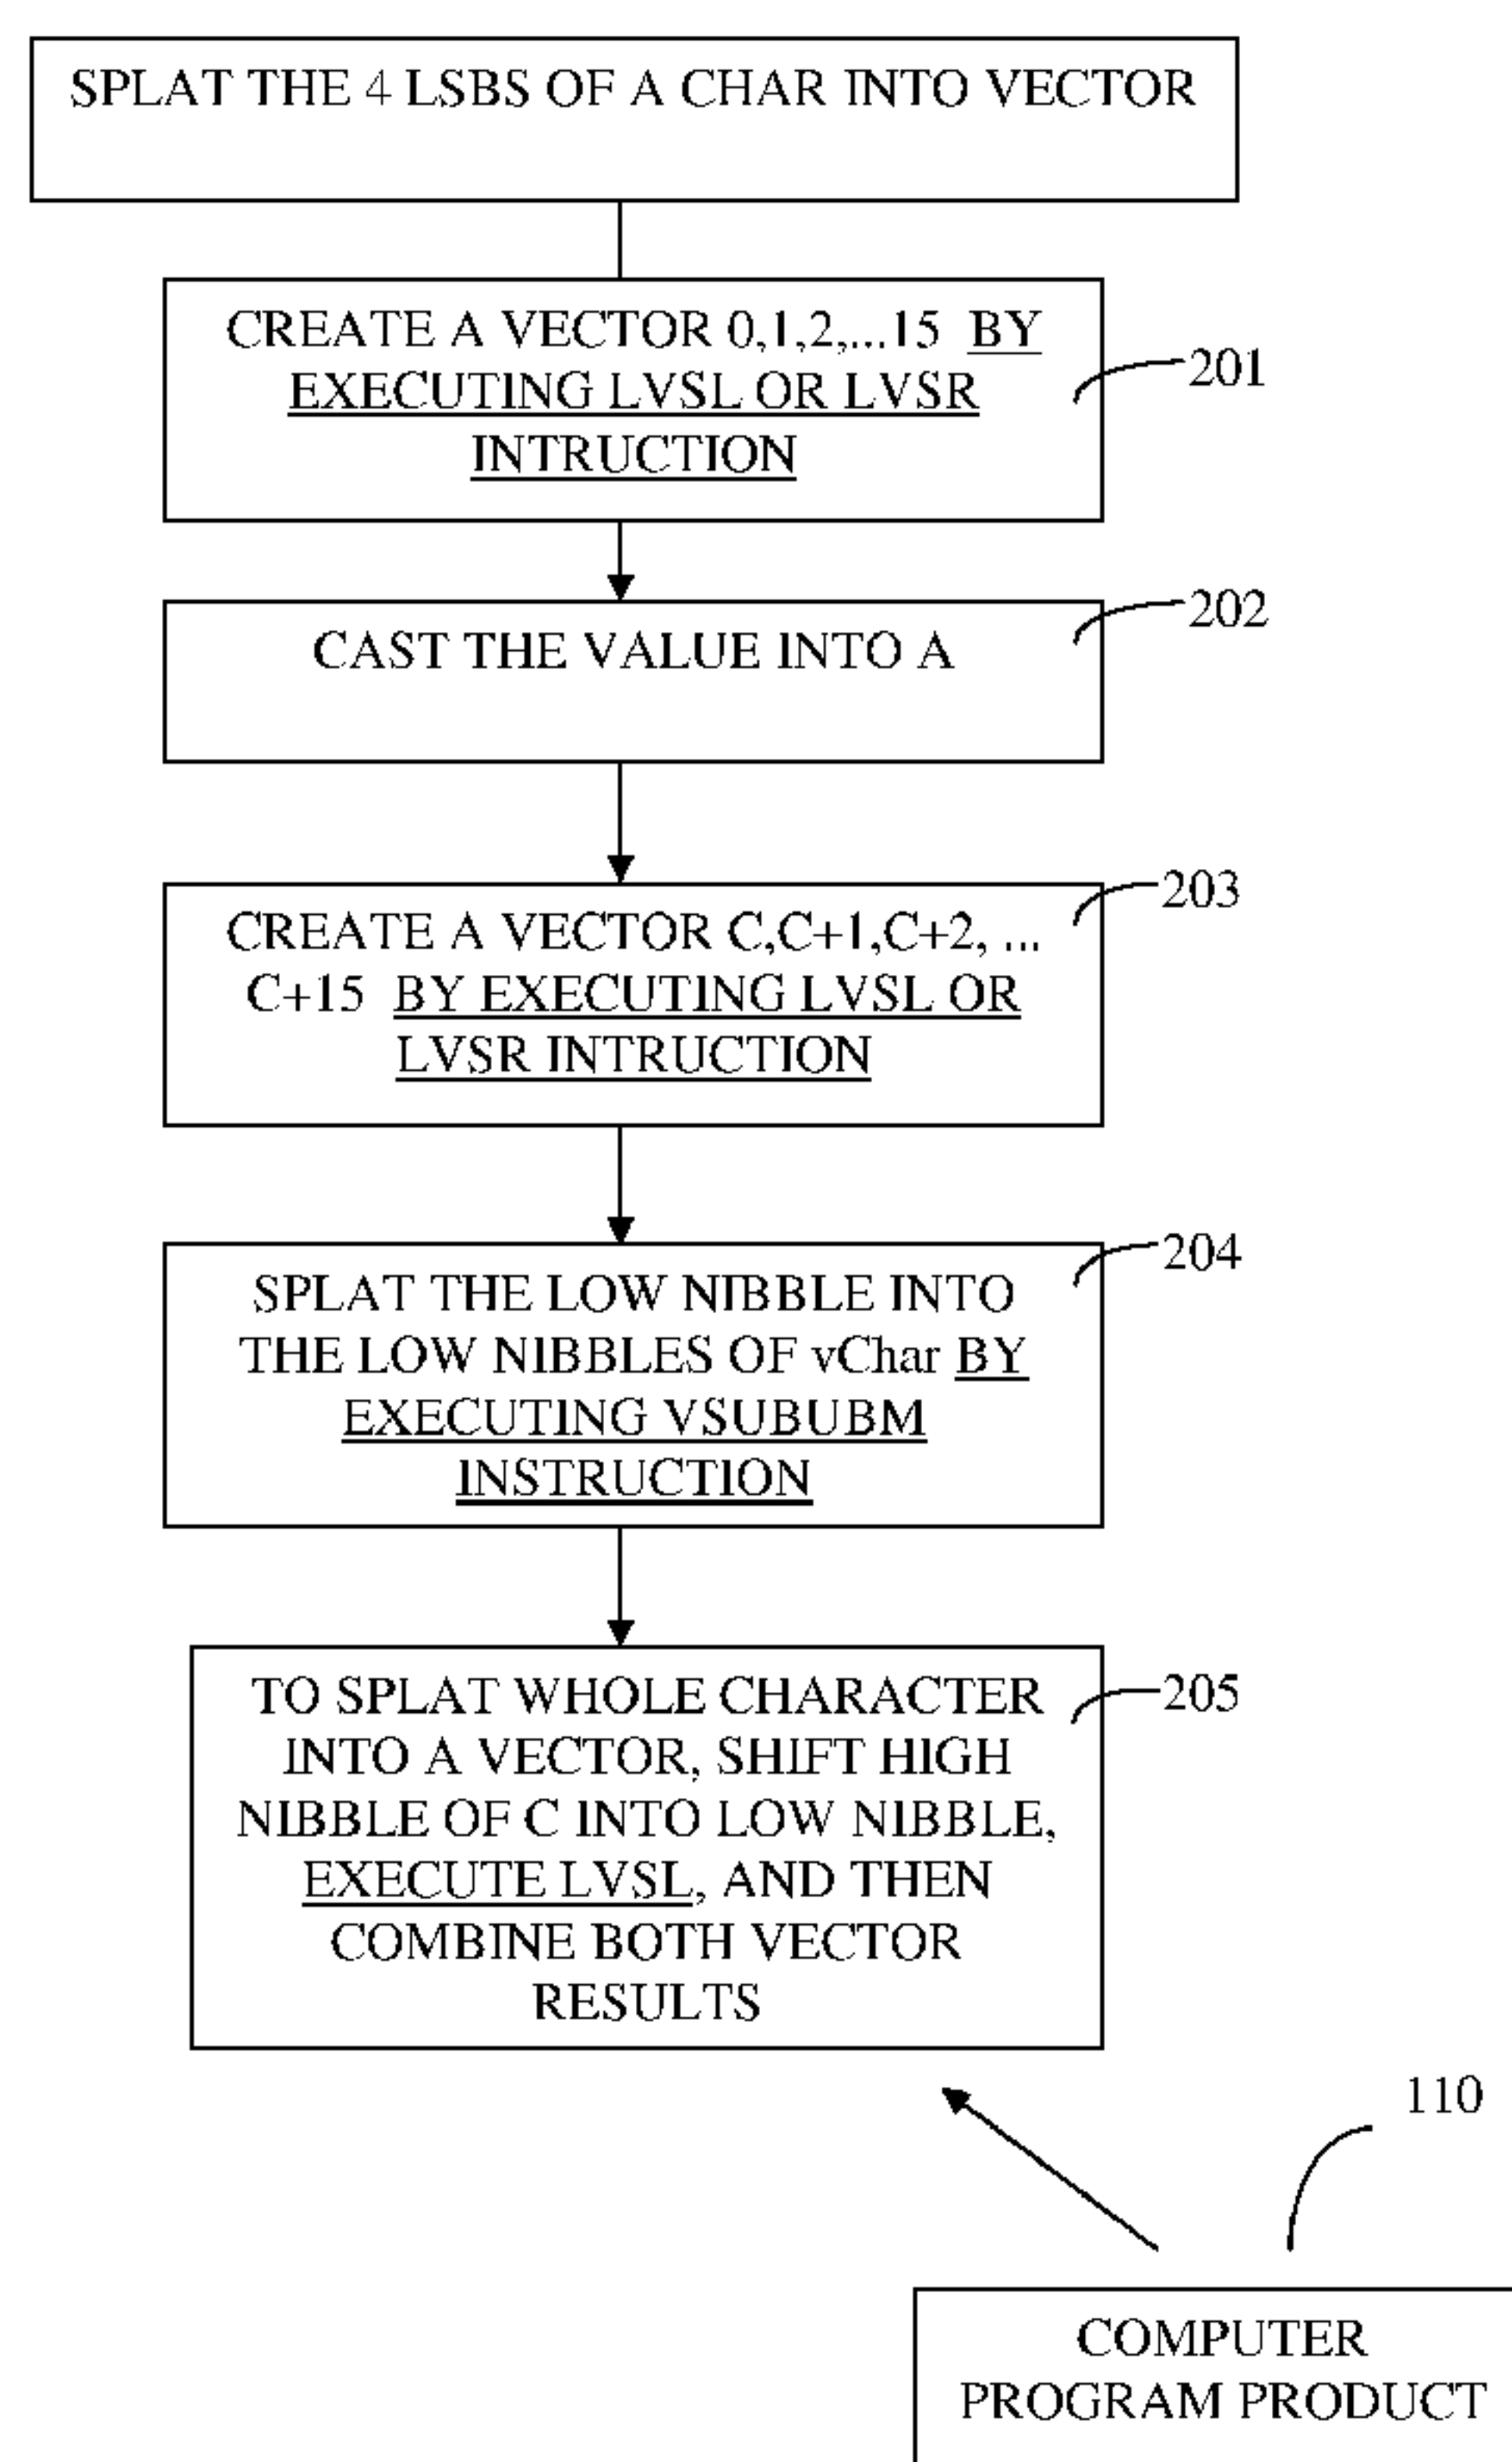 SPLAT THE 4 LSBS OF A CHAR INTO VECTOR
CREATE A VECTOR 0,1,2,...15 BY
EXECUTING LVSL OR LVSR
INTRUCTION
201
CAST THE VALUE INTO A
202
CREATE A VECTOR C,C+1,C+2, ...
C+15 BY EXECUTING LVSL OR
LVSR INTRUCTION
203
SPLAT THE LOW NIBBLE INTO
THE LOW NIBBLES OF vChar BY
EXECUTING VSUBUBM
INSTRUCTION
204
TO SPLAT WHOLE CHARACTER
INTO A VECTOR, SHIFT HIGH
NIBBLE OF C INTO LOW NIBBLE,
EXECUTE LVSL, AND THEN
COMBINE BOTH VECTOR
RESULTS
205
110
COMPUTER
PROGRAM PRODUCT